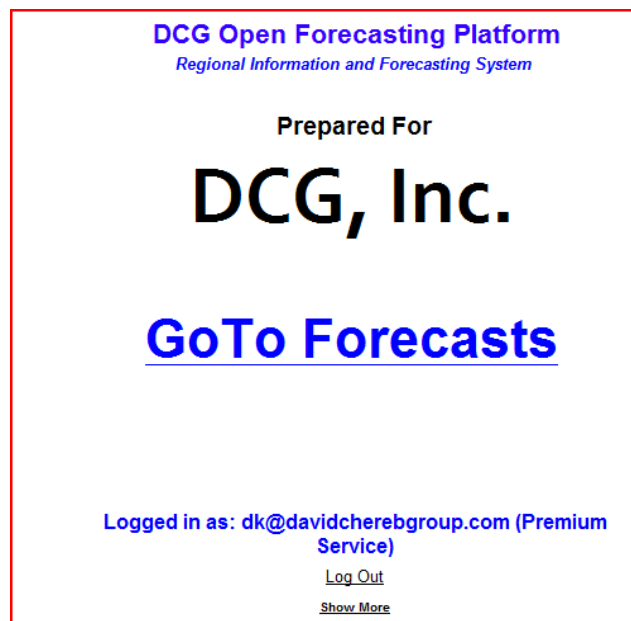 DCG Open Forecasting Platform
Regional Information and Forecasting System
Prepared For
DCG, Inc.
GoTo Forecasts
Logged in as: dk@davidcherebgroup.com (Premium
Service)
Log Out
Show More